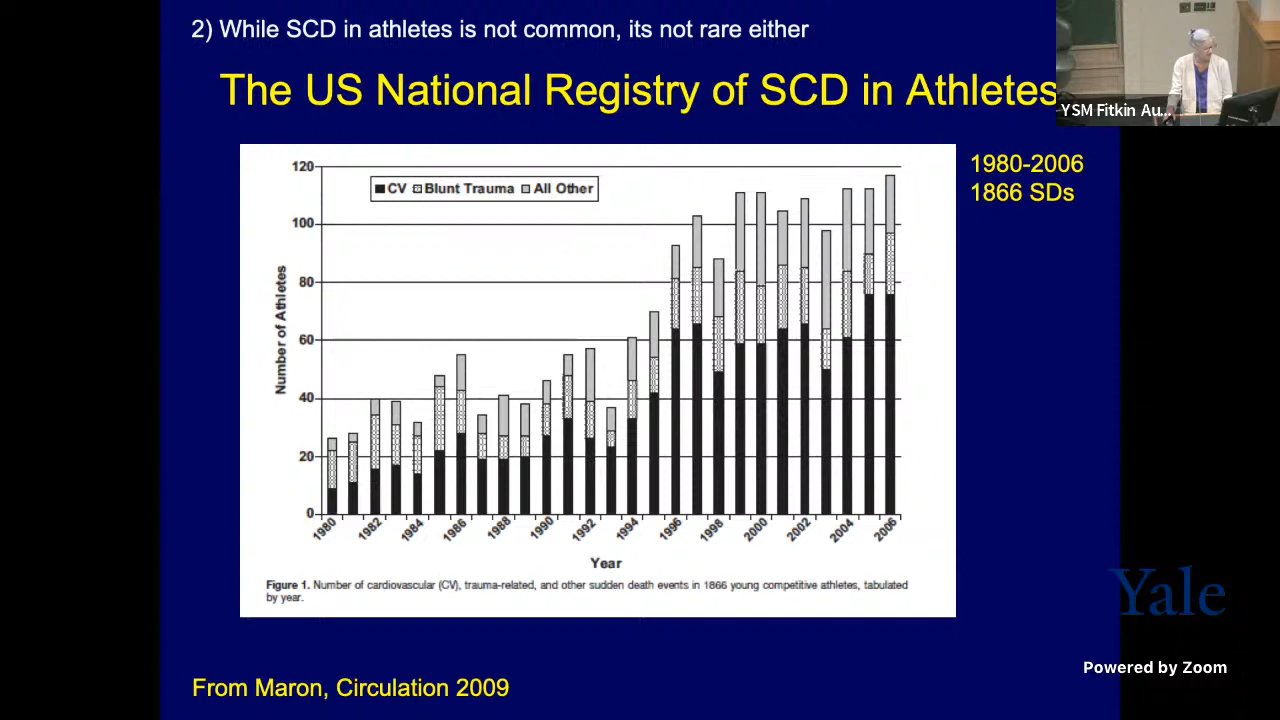 2) While SCD in athletes is not common, its not rare either
The US National Registry of SCD in Athletes
YSM Fitkin Au...
1980-2006
1866 SDs
CV Blunt Trauma All Other
120
100
80
60
40
20
0
Number of Athletes
1980 1982 1984 1986 1988 1990 1992 1994 1996 1998 2000 2002 2004 2006
Year
Figure 1. Number of cardiovascular (CV), trauma-related, and other sudden death events in 1866 young competitive athletes, tabulated
by year.
Yale
Powered by Zoom
From Maron, Circulation 2009